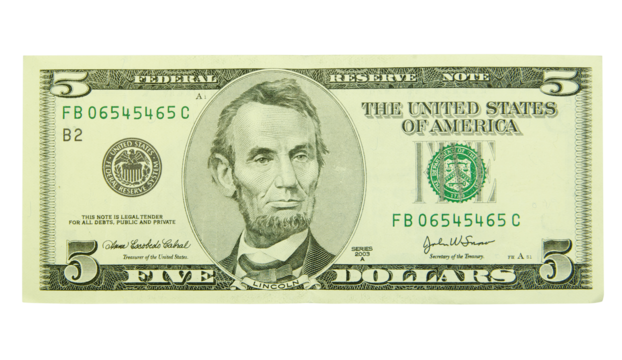 5 FEDERAL RESERVE NOTE 5
A
FB 06545465 C
B2
THE UNITED STATES
OF AMERICA
THIS NOTE IS LEGAL TENDER
FOR ALL DEBTS, PUBLIC AND PRIVATE
FB 06545465 C
Treasurer of the United States.
SERIES
2003
A
Secretary of the Treasury.
5 FIVE DOLLARS 5
LINCOLN